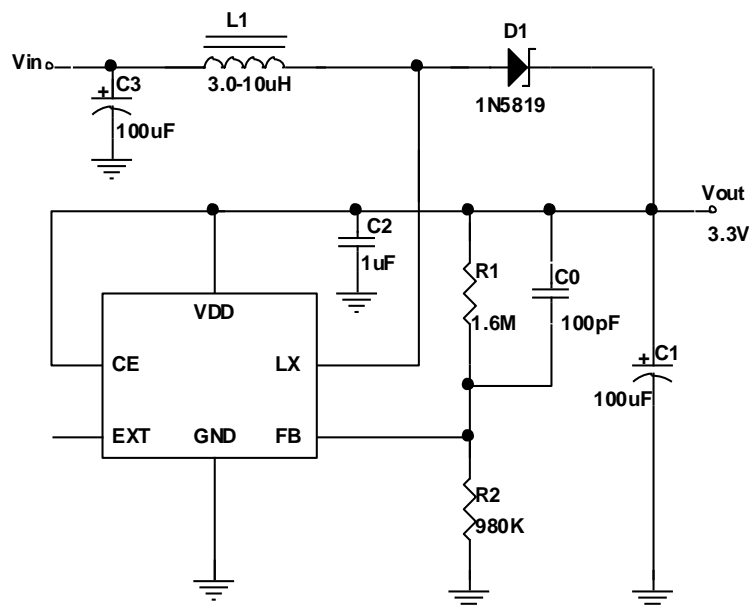 L1
D1
Vin
C3
3.0-10uH
1N5819
100uF
Vout
C2
3.3V
1uF
R1
C0
VDD
1.6M
100pF
CE
LX
C1
100uF
EXT
GND
FB
R2
980K